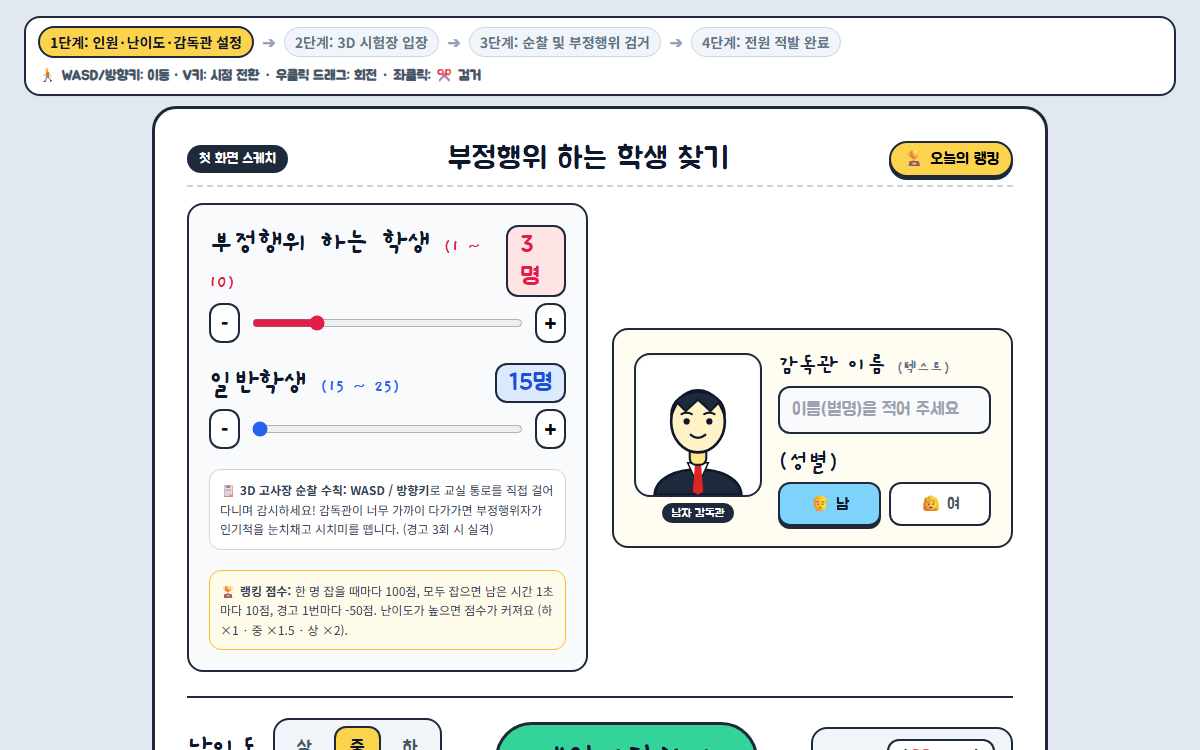 1단계: 인원·난이도·감독관 설정 ➔ 2단계: 3D 시험장 입장 ➔ 3단계: 순찰 및 부정행위 검거 ➔ 4단계: 전원 적발 완료
WASD/방향키: 이동 · V키: 시점 전환 · 우클릭 드래그: 회전 · 좌클릭: 검거
첫 화면 스케치
부정행위 하는 학생 찾기
오늘의 랭킹
부정행위 하는 학생 (1 ~ 10)
3명
- +
일반학생 (15 ~ 25)
15명
- +
3D 고사장 순찰 수칙: WASD / 방향키로 교실 통로를 직접 걸어
다니며 감시하세요! 감독관이 너무 가까이 다가가면 부정행위자가
인기척을 눈치채고 시치미를 뗍니다. (경고 3회 시 실격)
랭킹 점수: 한 명 잡을 때마다 100점, 모두 잡으면 남은 시간 1초
마다 10점, 경고 1번마다 -50점. 난이도가 높으면 점수가 커져요 (하
×1 · 중 ×1.5 · 상 ×2).
감독관 이름 (텍스트)
이름(별명)을 적어 주세요
(성별)
남
여
남자 감독관
난이도
상 중 하